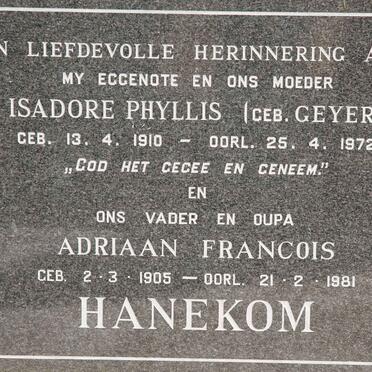 N LIEFDEVOLLE HERINNERING A
MY EGGENOTE EN ONS MOEDER
ISADORE PHYLLIS (GEB. GEYER
GEB. 13. 4. 1910 — OORL. 25. 4. 1972
„GOD HET GEGEE EN GENEEM.”
EN
ONS VADER EN OUPA
ADRIAAN FRANCOIS
GEB. 2·3·1905 — OORL. 21·2·1981
HANEKOM